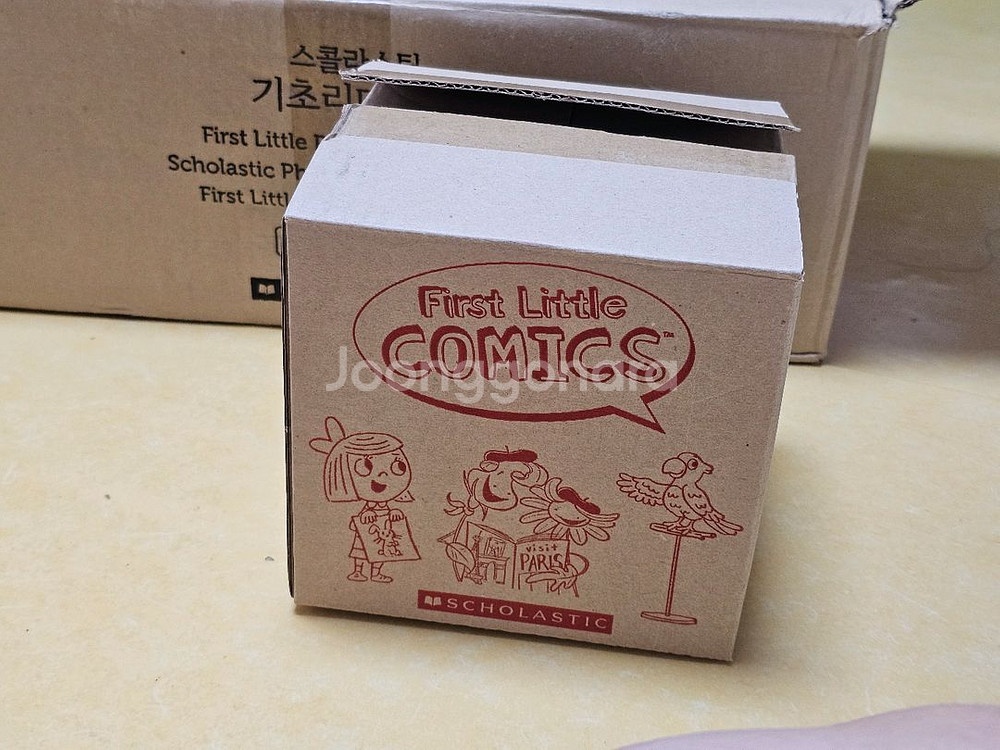 스콜라스틱
기초리
First Little
Scholastic Ph
First Littl
First Little
COMICS™
Joonggonara
visit
PARIS!
SCHOLASTIC